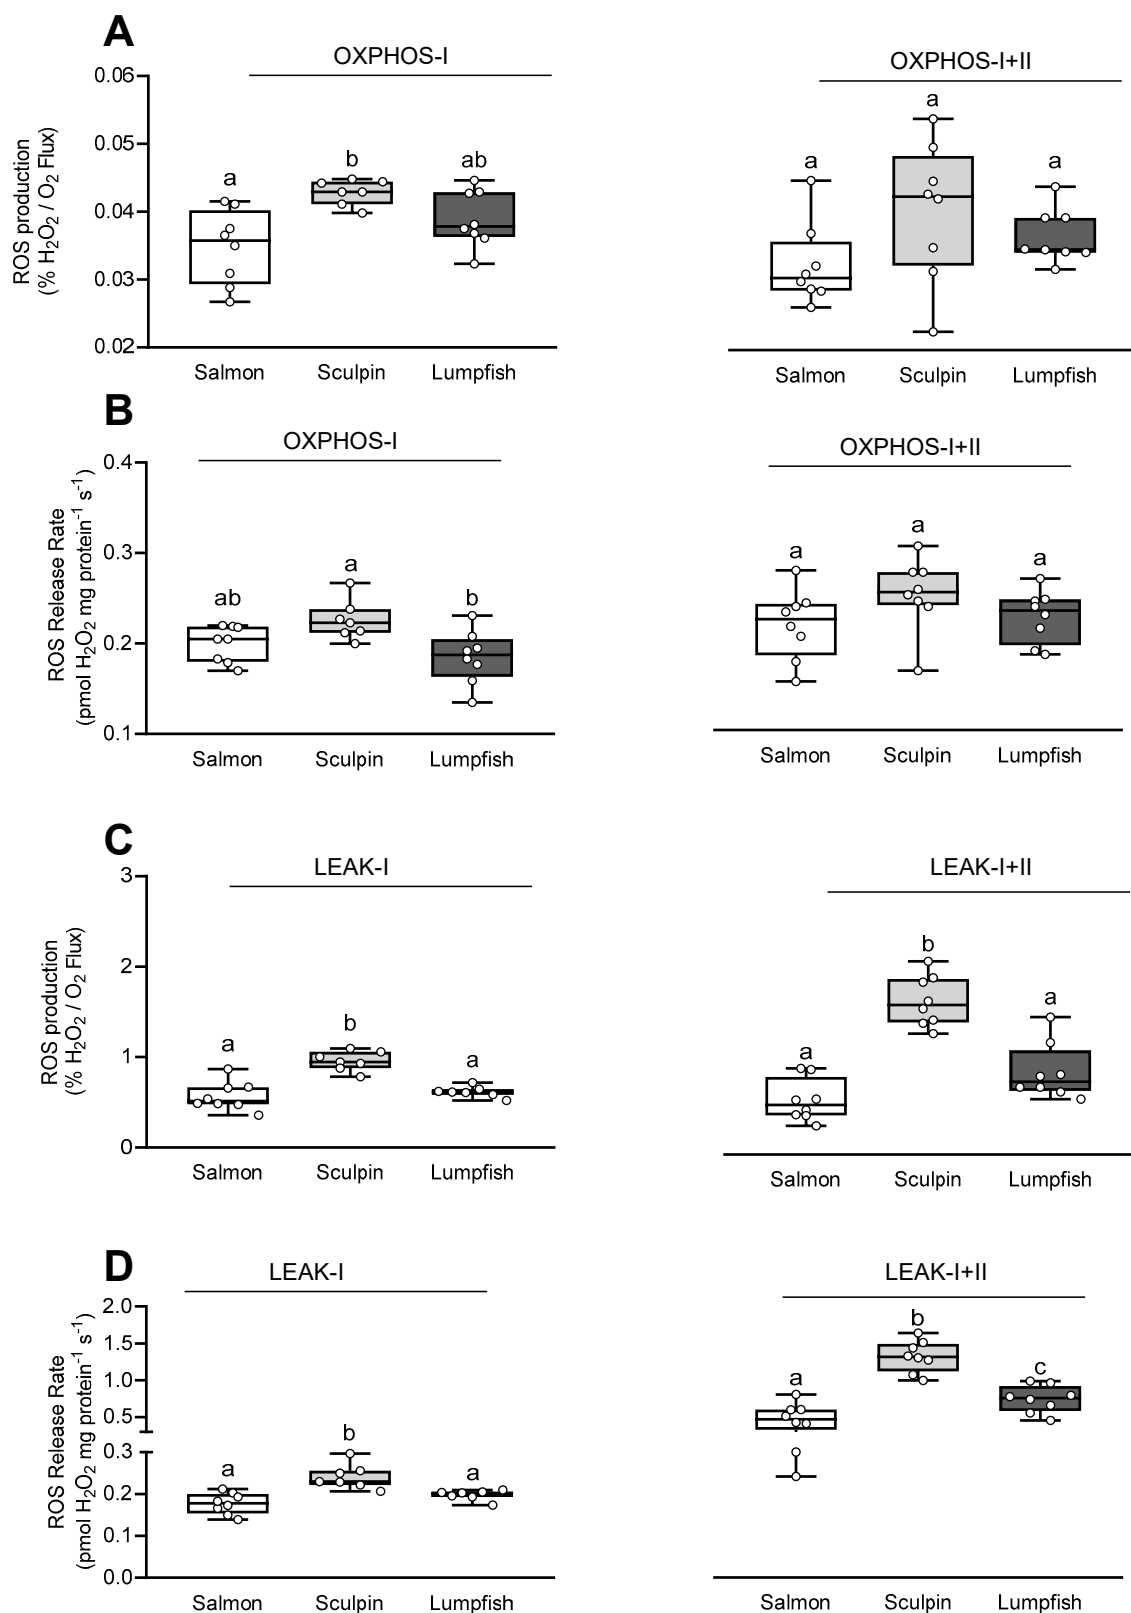 A
OXPHOS-I
OXPHOS-I+II
ROS production
(% H₂O₂ / O₂ Flux)
0.06
0.05
0.04
0.03
0.02
a
b
ab
a
a
a
Salmon
Sculpin
Lumpfish
Salmon
Sculpin
Lumpfish
B
OXPHOS-I
OXPHOS-I+II
ROS Release Rate
(pmol H₂O₂ mg protein⁻¹ s⁻¹)
0.4
0.3
0.2
0.1
ab
a
b
a
a
a
Salmon
Sculpin
Lumpfish
Salmon
Sculpin
Lumpfish
C
LEAK-I
LEAK-I+II
ROS production
(% H₂O₂ / O₂ Flux)
3
2
1
0
a
b
a
a
b
a
Salmon
Sculpin
Lumpfish
Salmon
Sculpin
Lumpfish
D
LEAK-I
LEAK-I+II
ROS Release Rate
(pmol H₂O₂ mg protein⁻¹ s⁻¹)
2.0
1.5
1.0
0.5
0.3
0.2
0.1
0.0
a
b
a
a
b
c
Salmon
Sculpin
Lumpfish
Salmon
Sculpin
Lumpfish